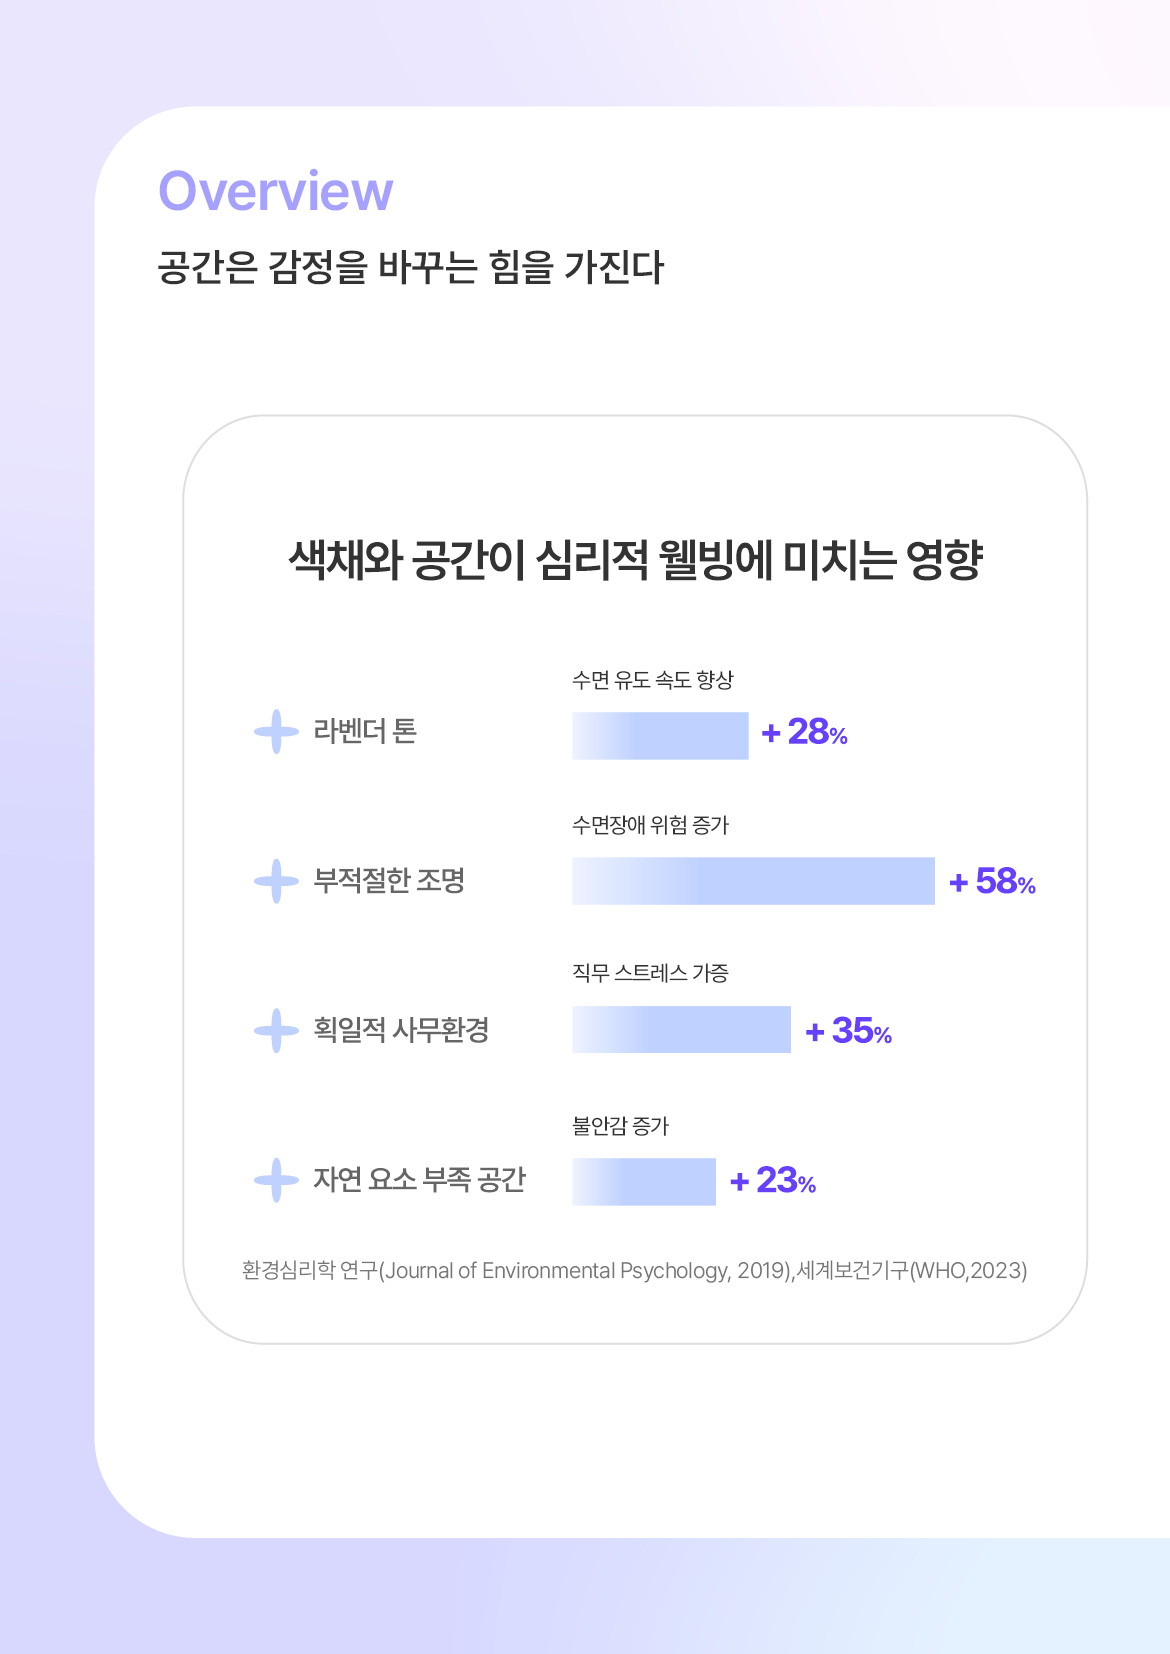 Overview
공간은 감정을 바꾸는 힘을 가진다
색채와 공간이 심리적 웰빙에 미치는 영향
수면 유도 속도 향상
라벤더 톤
+ 28%
수면장애 위험 증가
부적절한 조명
+ 58%
직무 스트레스 가증
획일적 사무환경
+ 35%
불안감 증가
자연 요소 부족 공간
+ 23%
환경심리학 연구(Journal of Environmental Psychology, 2019),세계보건기구(WHO,2023)